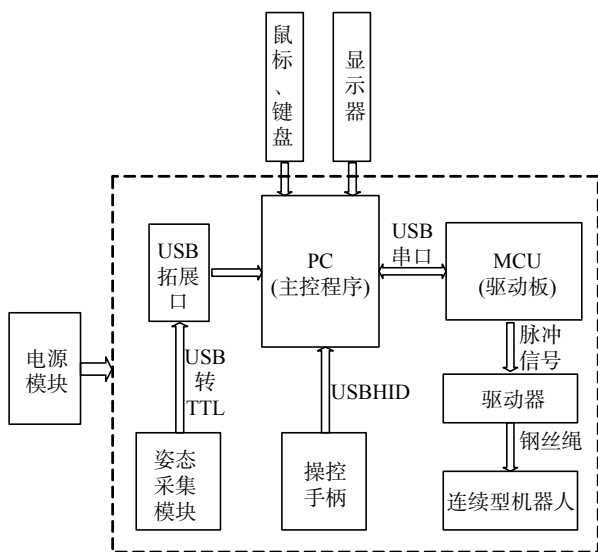 鼠标、键盘
显示器
USB
拓展
口
PC
(主控程序)
USB
串口
MCU
(驱动板)
电源
模块
USB
转
TTL
USBHID
脉冲
信号
驱动器
钢丝绳
姿态
采集
模块
操控
手柄
连续型机器人